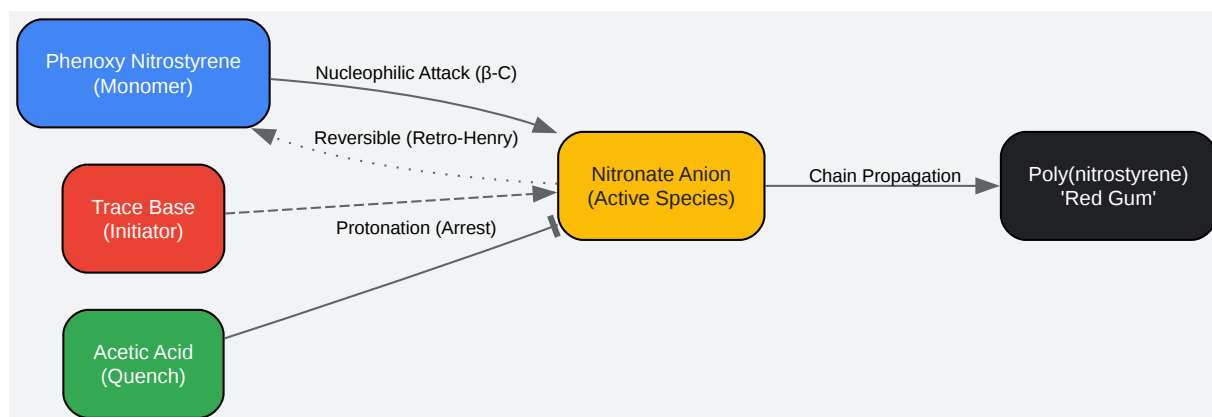 Phenoxy Nitrostyrene
(Monomer)
Nucleophilic Attack (β-C)
Reversible (Retro-Henry)
Trace Base
(Initiator)
Nitronate Anion
(Active Species)
Chain Propagation
Poly(nitrostyrene)
'Red Gum'
Protonation (Arrest)
Acetic Acid
(Quench)